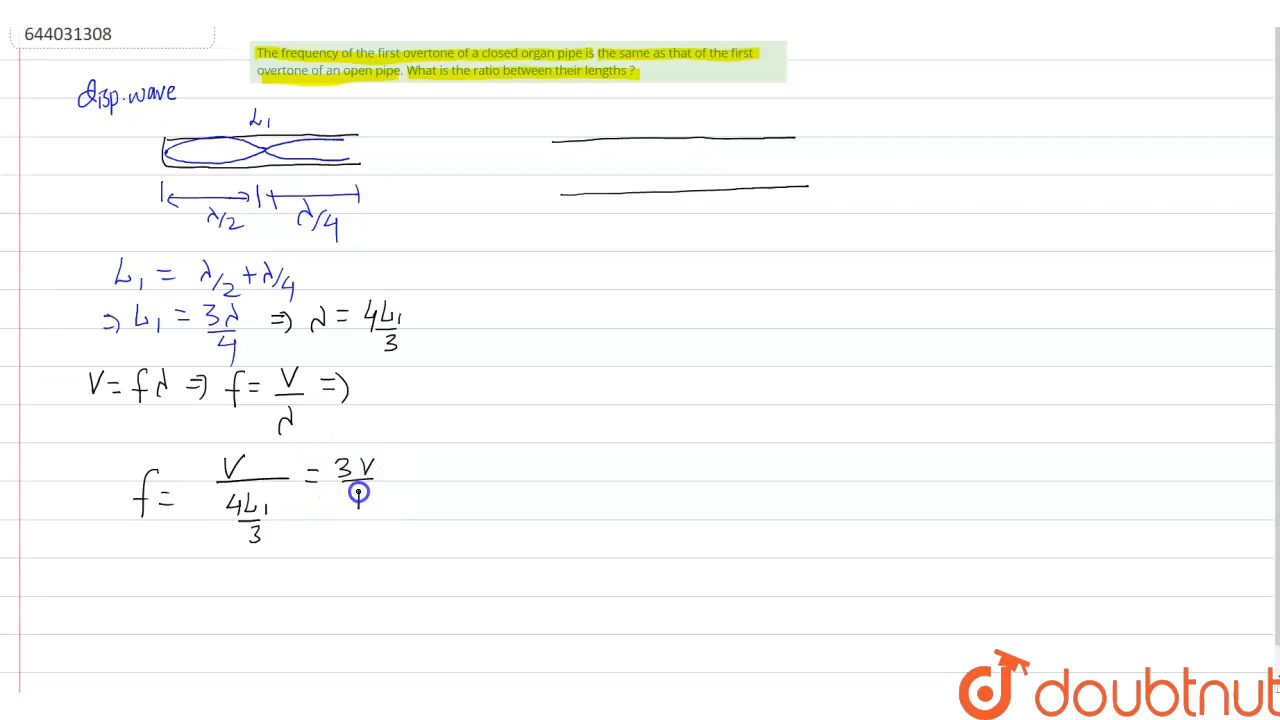 644031308
The frequency of the first overtone of a closed organ pipe is the same as that of the first
overtone of an open pipe. What is the ratio between their lengths ?
disp.wave
L₁
λ/2 λ/4
L₁ = λ/2 + λ/4
⇒ L₁ = 3λ/4 ⇒ λ = 4L₁/3
V = fλ ⇒ f = V/λ ⇒
f = V/(4L₁/3) = 3V
doubtnut